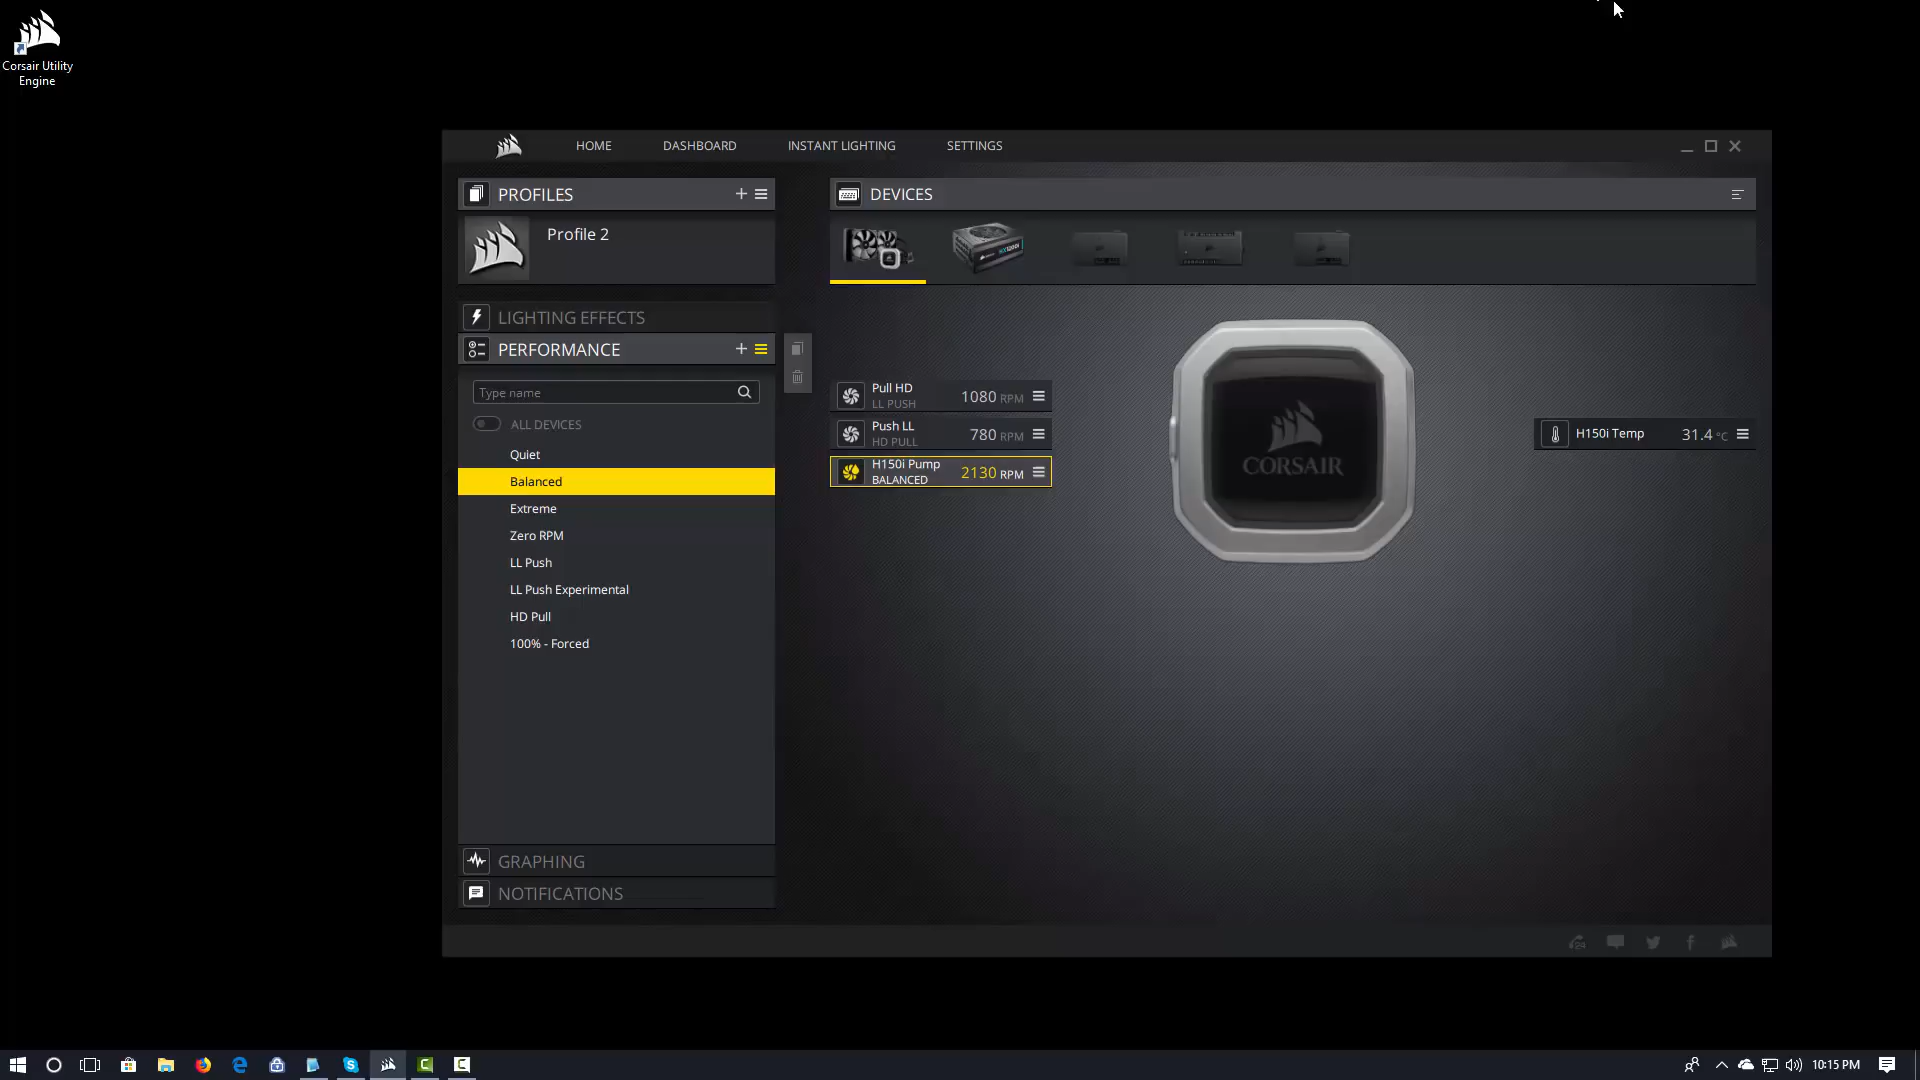 Corsair Utility
Engine
HOME
DASHBOARD
INSTANT LIGHTING
SETTINGS
PROFILES
Profile 2
LIGHTING EFFECTS
PERFORMANCE
Type name
ALL DEVICES
Quiet
Balanced
Extreme
Zero RPM
LL Push
LL Push Experimental
HD Pull
100% - Forced
GRAPHING
NOTIFICATIONS
DEVICES
Pull HD
LL PUSH
1080 RPM
Push LL
HD PULL
780 RPM
H150i Pump
BALANCED
2130 RPM
CORSAIR
H150i Temp
31.4 °C
24
10:15 PM